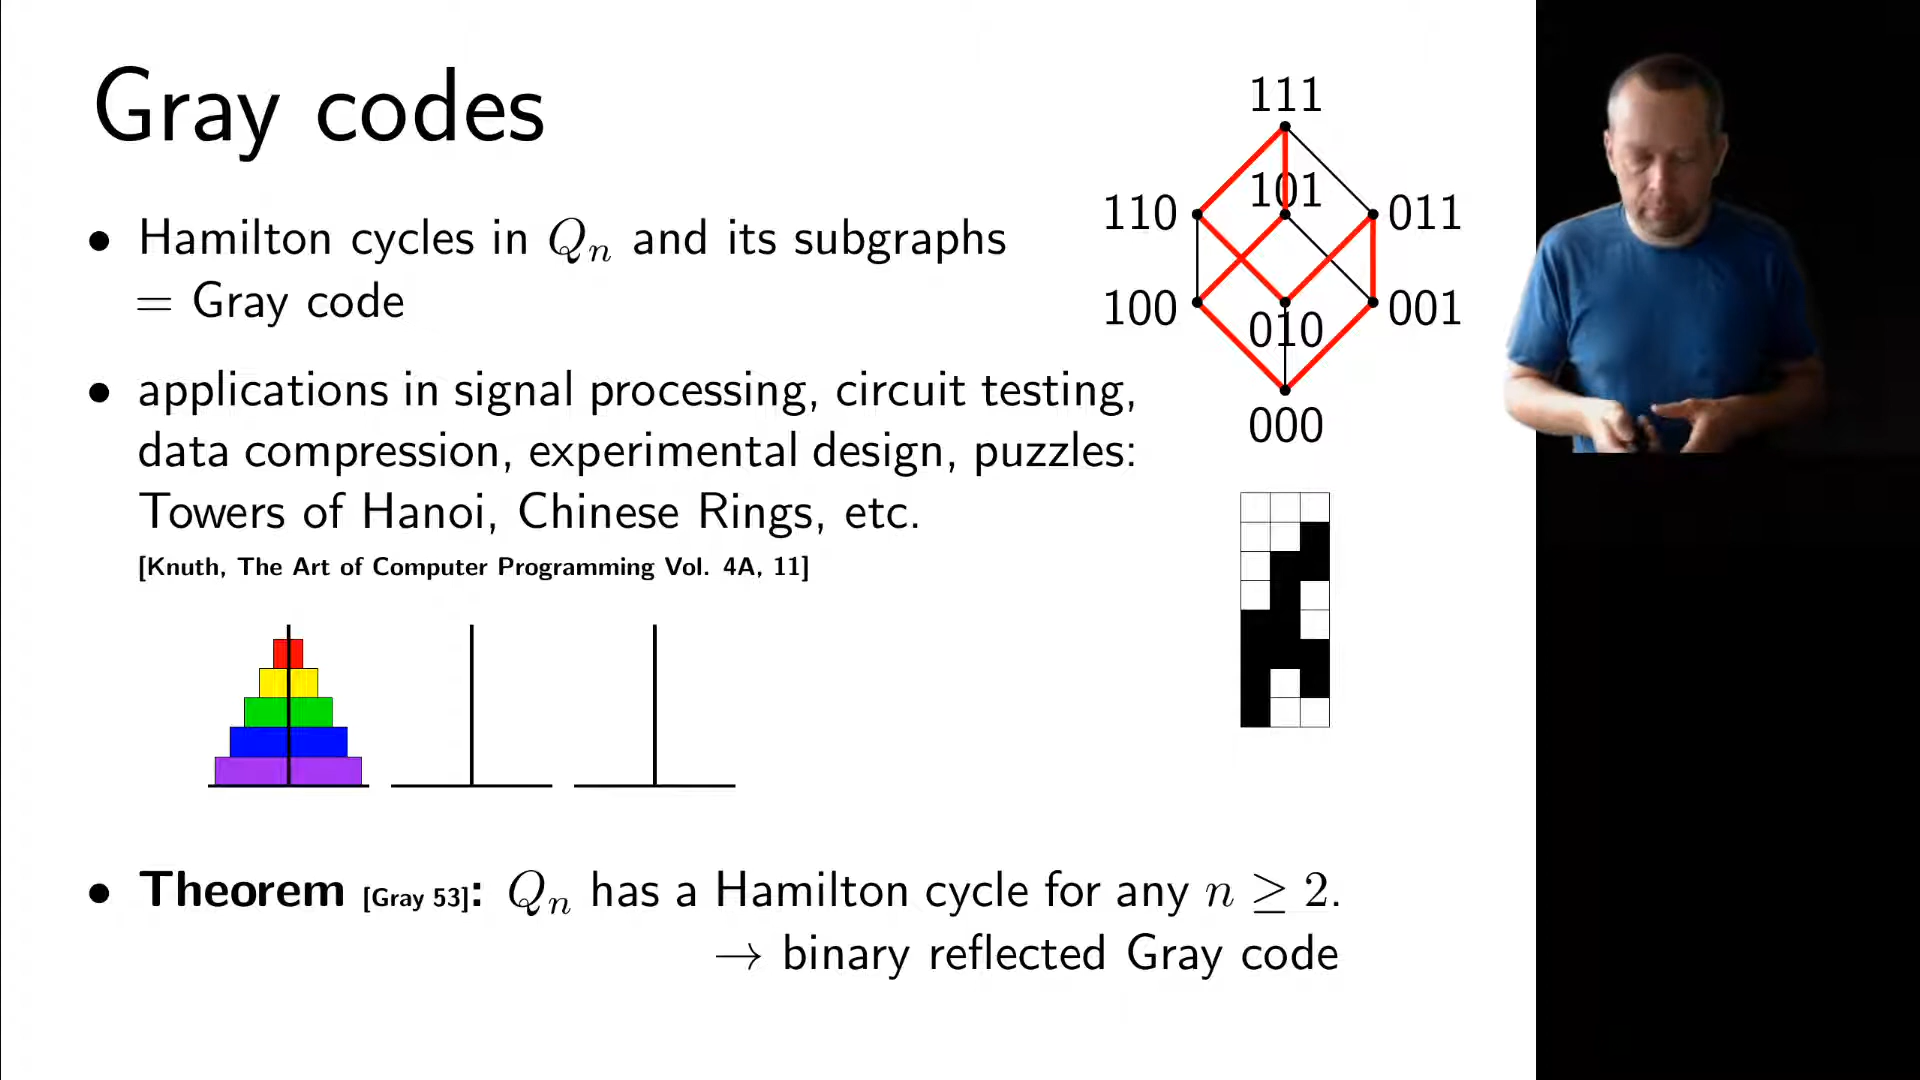 Gray codes
• Hamilton cycles in Qₙ and its subgraphs
= Gray code
• applications in signal processing, circuit testing,
data compression, experimental design, puzzles:
Towers of Hanoi, Chinese Rings, etc.
[Knuth, The Art of Computer Programming Vol. 4A, 11]
111
101
110
011
100
010
001
000
• Theorem [Gray 53]: Qₙ has a Hamilton cycle for any n ≥ 2.
→ binary reflected Gray code